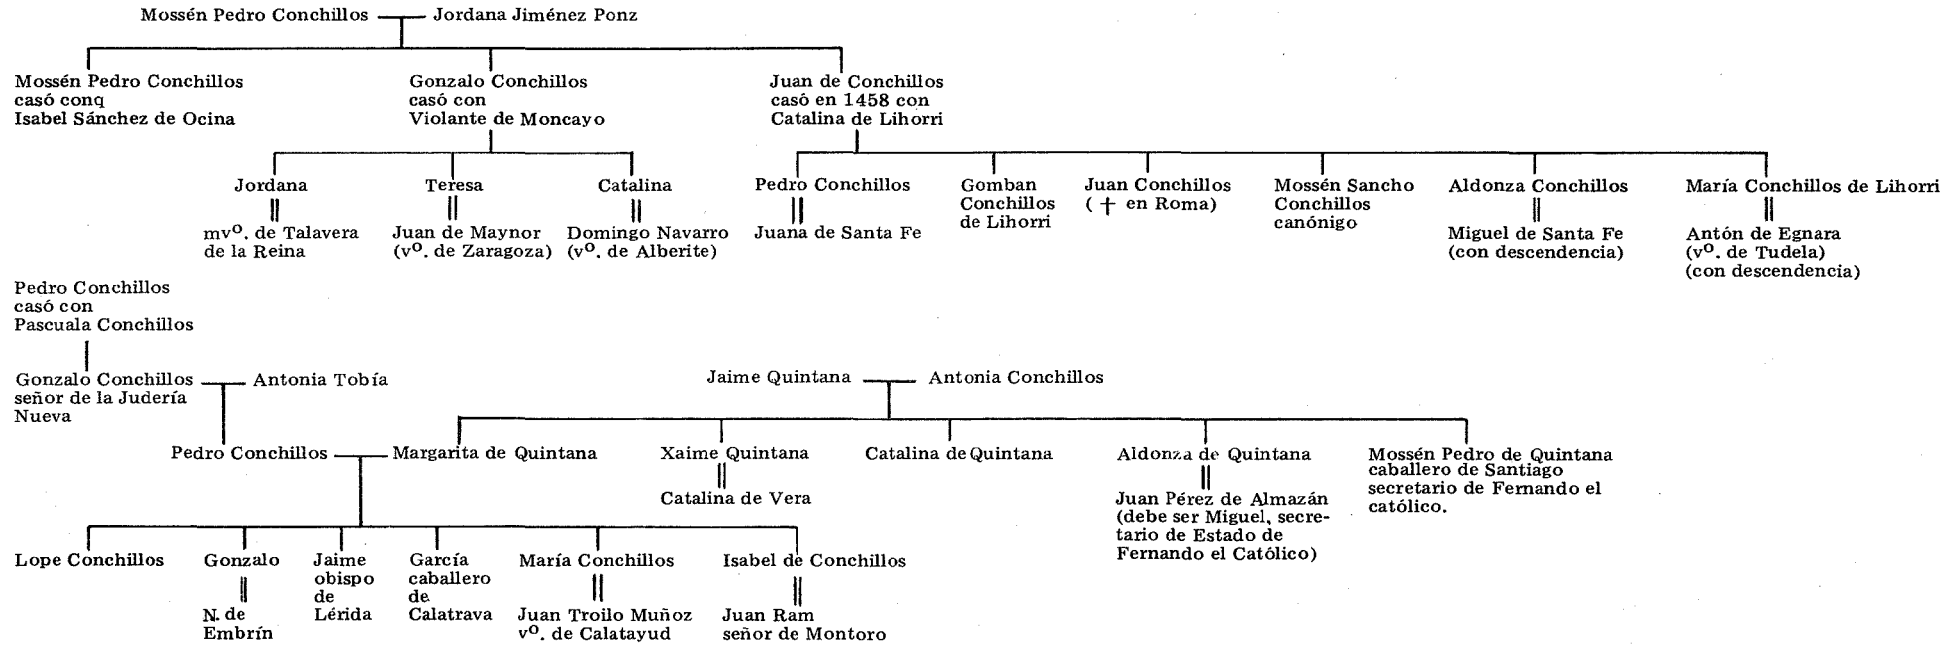 Mossén Pedro Conchillos
Jordana Jiménez Ponz
Mossén Pedro Conchillos
casó conq
Isabel Sánchez de Ocina
Gonzalo Conchillos
casó con
Violante de Moncayo
Juan de Conchillos
casó en 1458 con
Catalina de Lihorri
Jordana
mvº. de Talavera
de la Reina
Teresa
Juan de Maynor
(vº. de Zaragoza)
Catalina
Domingo Navarro
(vº. de Alberite)
Pedro Conchillos
Juana de Santa Fe
Gomban
Conchillos
de Lihorri
Juan Conchillos
( † en Roma)
Mossén Sancho
Conchillos
canónigo
Aldonza Conchillos
Miguel de Santa Fe
(con descendencia)
María Conchillos de Lihorri
Antón de Egnara
(vº. de Tudela)
(con descendencia)
Pedro Conchillos
casó con
Pascuala Conchillos
Gonzalo Conchillos
señor de la Judería
Nueva
Antonia Tobía
Jaime Quintana
Antonia Conchillos
Pedro Conchillos
Margarita de Quintana
Xaime Quintana
Catalina de Vera
Catalina de Quintana
Aldonza de Quintana
Juan Pérez de Almazán
(debe ser Miguel, secre-
tario de Estado de
Fernando el Católico)
Mossén Pedro de Quintana
caballero de Santiago
secretario de Fernando el
católico.
Lope Conchillos
Gonzalo
N. de
Embrín
Jaime
obispo
de
Lérida
García
caballero
de
Calatrava
María Conchillos
Juan Troilo Muñoz
vº. de Calatayud
Isabel de Conchillos
Juan Ram
señor de Montoro